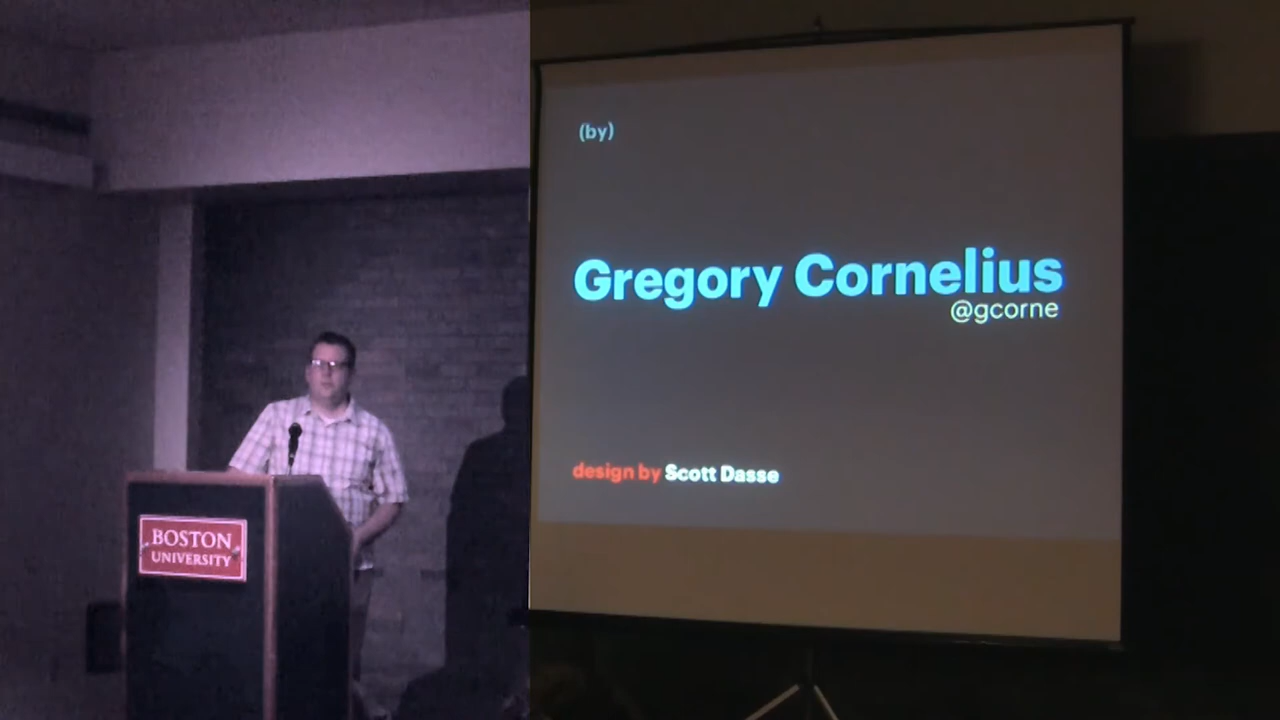 BOSTON
UNIVERSITY
(by)
Gregory Cornelius
@gcorne
design by Scott Dasse